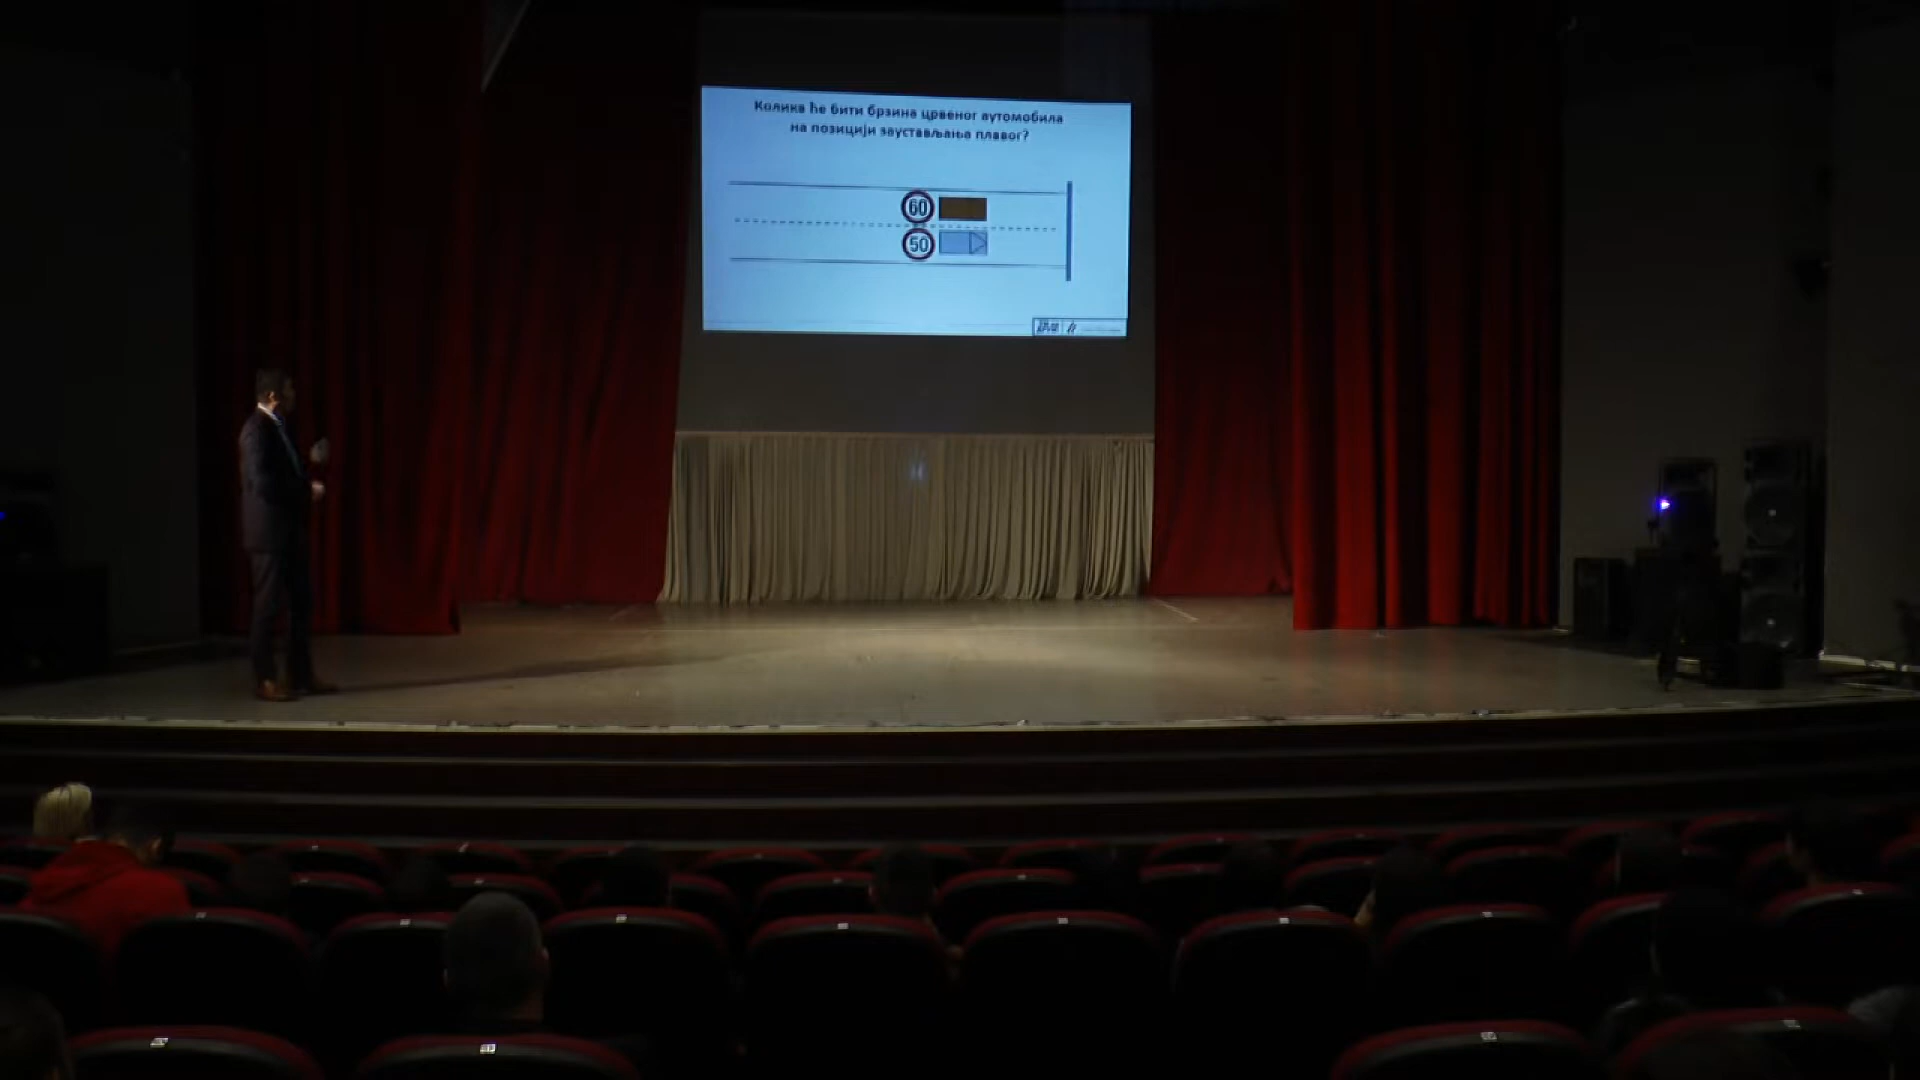 Колика ће бити брзина црвеног аутомобила
на позицији заустављања плавог?
60
50